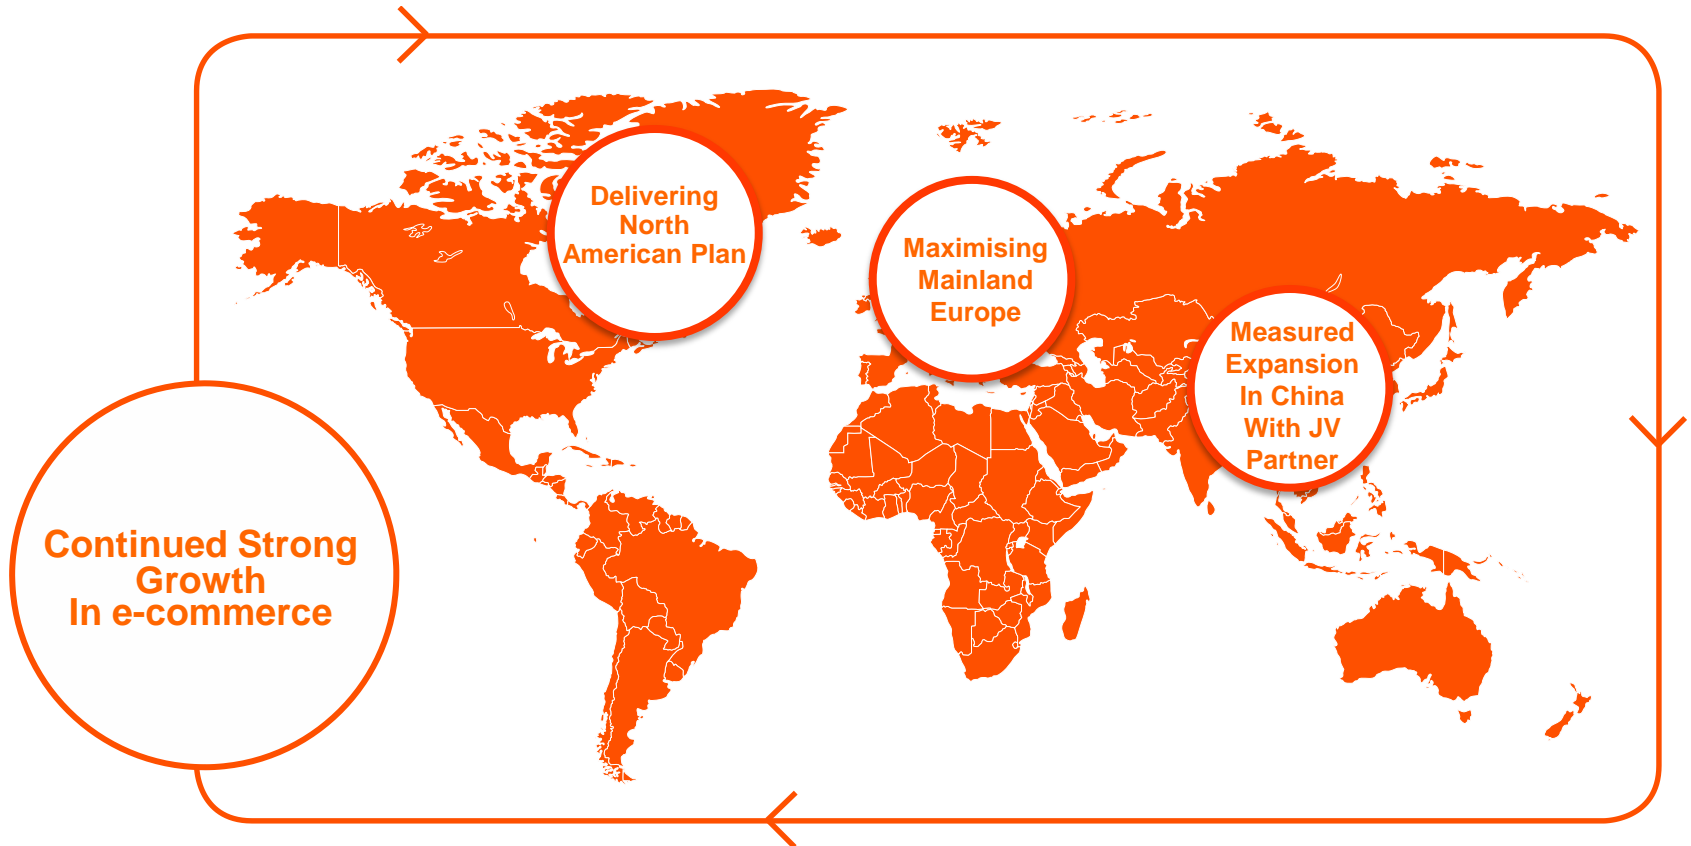 Delivering
North
American Plan
Maximising
Mainland
Europe
Measured
Expansion
In China
With JV
Partner
Continued Strong
Growth
In e-commerce